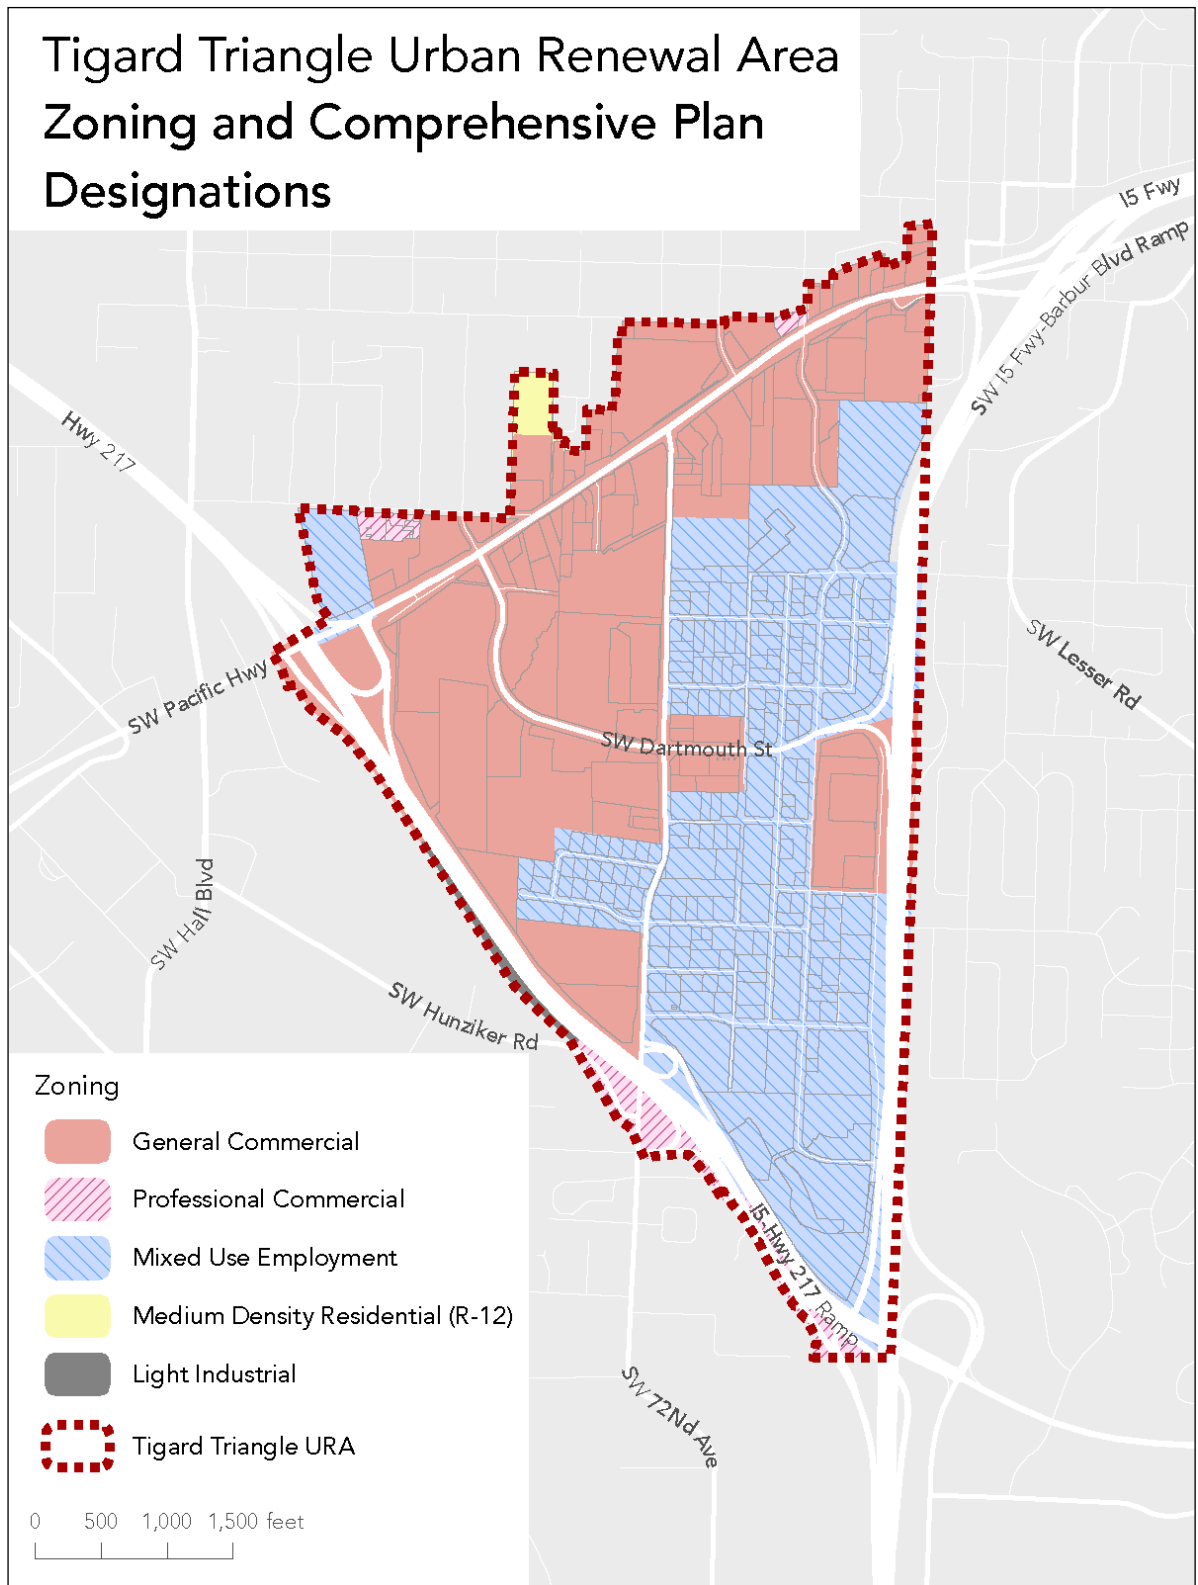 Tigard Triangle Urban Renewal Area
Zoning and Comprehensive Plan
Designations
I5 Fwy
SW I5 Fwy-Barbur Blvd Ramp
Hwy 217
SW Pacific Hwy
SW Lesser Rd
SW Dartmouth St
SW Hall Blvd
SW Hunziker Rd
I5-Hwy 217 Ramp
SW 72Nd Ave
Zoning
General Commercial
Professional Commercial
Mixed Use Employment
Medium Density Residential (R-12)
Light Industrial
Tigard Triangle URA
0 500 1,000 1,500 feet